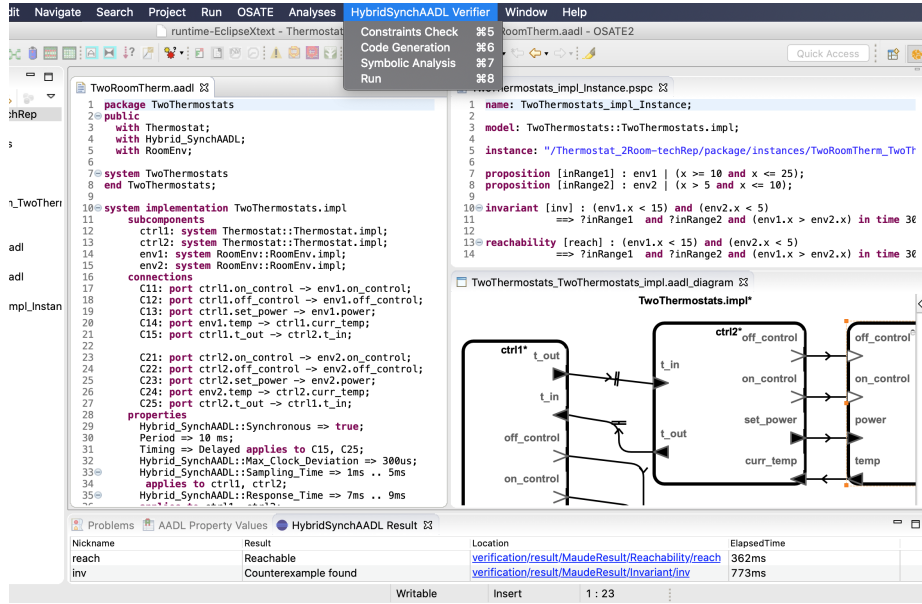 dit Navigate Search Project Run OSATE Analyses HybridSynchAADL Verifier Window Help
Constraints Check ⌘5
Code Generation ⌘6
Symbolic Analysis ⌘7
Run ⌘8
runtime-EclipseXtext - Thermostat
RoomTherm.aadl - OSATE2
Quick Access
chRep
s
n_TwoTherr
adl
adl
mpl_Instan
TwoRoomTherm.aadl
1 package TwoThermostats
2 public
3 with Thermostat;
4 with Hybrid_SynchAADL;
5 with RoomEnv;
6
7 system TwoThermostats
8 end TwoThermostats;
9
10 system implementation TwoThermostats.impl
11 subcomponents
12 ctrl1: system Thermostat::Thermostat.impl;
13 ctrl2: system Thermostat::Thermostat.impl;
14 env1: system RoomEnv::RoomEnv.impl;
15 env2: system RoomEnv::RoomEnv.impl;
16 connections
17 C11: port ctrl1.on_control -> env1.on_control;
18 C12: port ctrl1.off_control -> env1.off_control;
19 C13: port ctrl1.set_power -> env1.power;
20 C14: port env1.temp -> ctrl1.curr_temp;
21 C15: port ctrl1.t_out -> ctrl2.t_in;
22
23 C21: port ctrl2.on_control -> env2.on_control;
24 C22: port ctrl2.off_control -> env2.off_control;
25 C23: port ctrl2.set_power -> env2.power;
26 C24: port env2.temp -> ctrl2.curr_temp;
27 C25: port ctrl2.t_out -> ctrl1.t_in;
28 properties
29 Hybrid_SynchAADL::Synchronous => true;
30 Period => 10 ms;
31 Timing => Delayed applies to C15, C25;
32 Hybrid_SynchAADL::Max_Clock_Deviation => 300us;
33 Hybrid_SynchAADL::Sampling_Time => 1ms .. 5ms
34 applies to ctrl1, ctrl2;
35 Hybrid_SynchAADL::Response_Time => 7ms .. 9ms
TwoThermostats_impl_Instance.pspc
1 name: TwoThermostats_impl_Instance;
2
3 model: TwoThermostats::TwoThermostats.impl;
4
5 instance: "/Thermostat_2Room-techRep/package/instances/TwoRoomTherm_TwoTh
6
7 proposition [inRange1] : env1 | (x >= 10 and x <= 25);
8 proposition [inRange2] : env2 | (x > 5 and x <= 10);
9
10 invariant [inv] : (env1.x < 15) and (env2.x < 5)
11 ==> ?inRange1 and ?inRange2 and (env1.x > env2.x) in time 30
12
13 reachability [reach] : (env1.x < 15) and (env2.x < 5)
14 ==> ?inRange1 and ?inRange2 and (env1.x > env2.x) in time 30
TwoThermostats_TwoThermostats_impl.aadl_diagram
TwoThermostats.impl*
ctrl1*
t_out
t_in
off_control
on_control
ctrl2*
t_in
t_out
off_control
on_control
set_power
curr_temp
off_control
on_control
power
temp
Problems AADL Property Values HybridSynchAADL Result
Nickname Result Location ElapsedTime
reach Reachable verification/result/MaudeResult/Reachability/reach 362ms
inv Counterexample found verification/result/MaudeResult/Invariant/inv 773ms
Writable Insert 1 : 23